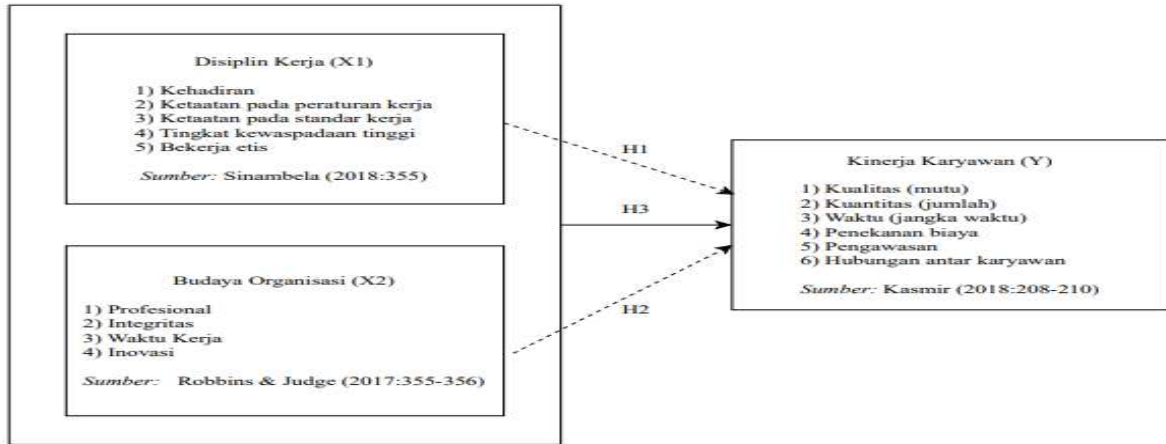 Disiplin Kerja (X1)
1) Kehadiran
2) Ketaatan pada peraturan kerja
3) Ketaatan pada standar kerja
4) Tingkat kewaspadaan tinggi
5) Bekerja etis
Sumber: Sinambela (2018:355)
Budaya Organisasi (X2)
1) Profesional
2) Integritas
3) Waktu Kerja
4) Inovasi
Sumber: Robbins & Judge (2017:355-356)
H1
H3
H2
Kinerja Karyawan (Y)
1) Kualitas (mutu)
2) Kuantitas (jumlah)
3) Waktu (jangka waktu)
4) Penekanan biaya
5) Pengawasan
6) Hubungan antar karyawan
Sumber: Kasmir (2018:208-210)